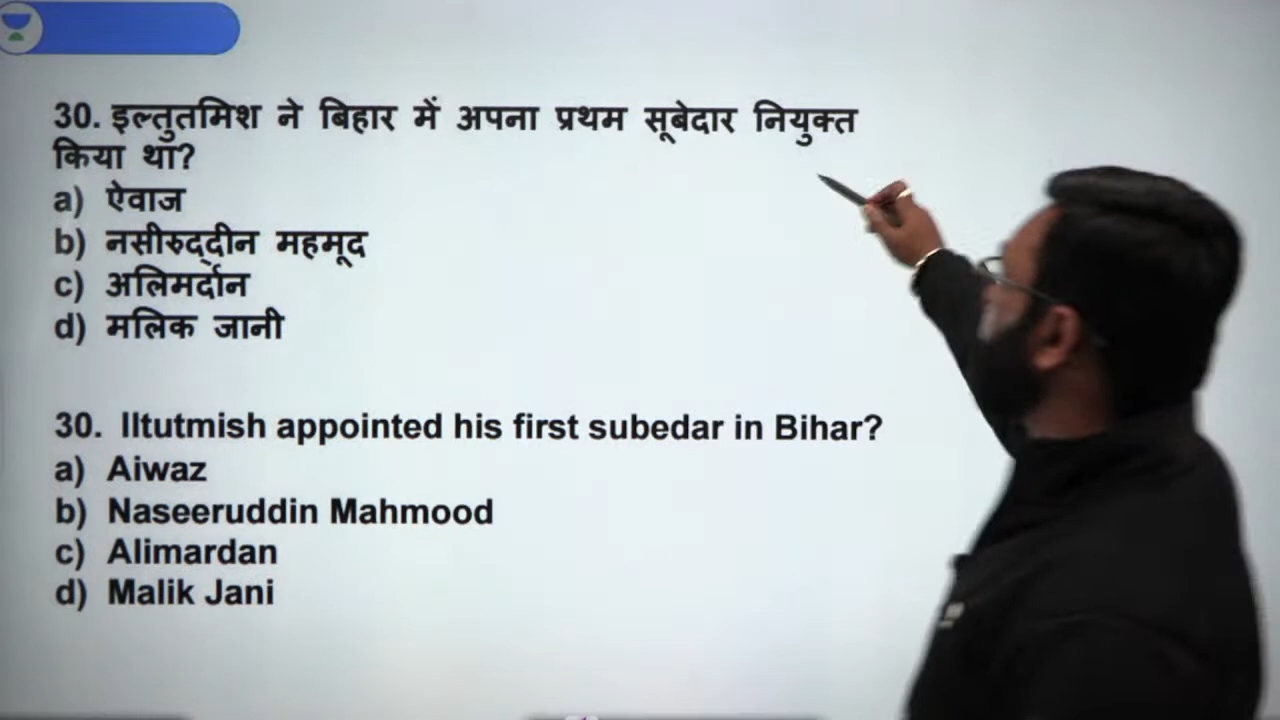 30. इल्तुतमिश ने बिहार में अपना प्रथम सूबेदार नियुक्त
किया था?
a) ऐवाज
b) नसीरुद्दीन महमूद
c) अलिमर्दान
d) मलिक जानी
30. Iltutmish appointed his first subedar in Bihar?
a) Aiwaz
b) Naseeruddin Mahmood
c) Alimardan
d) Malik Jani